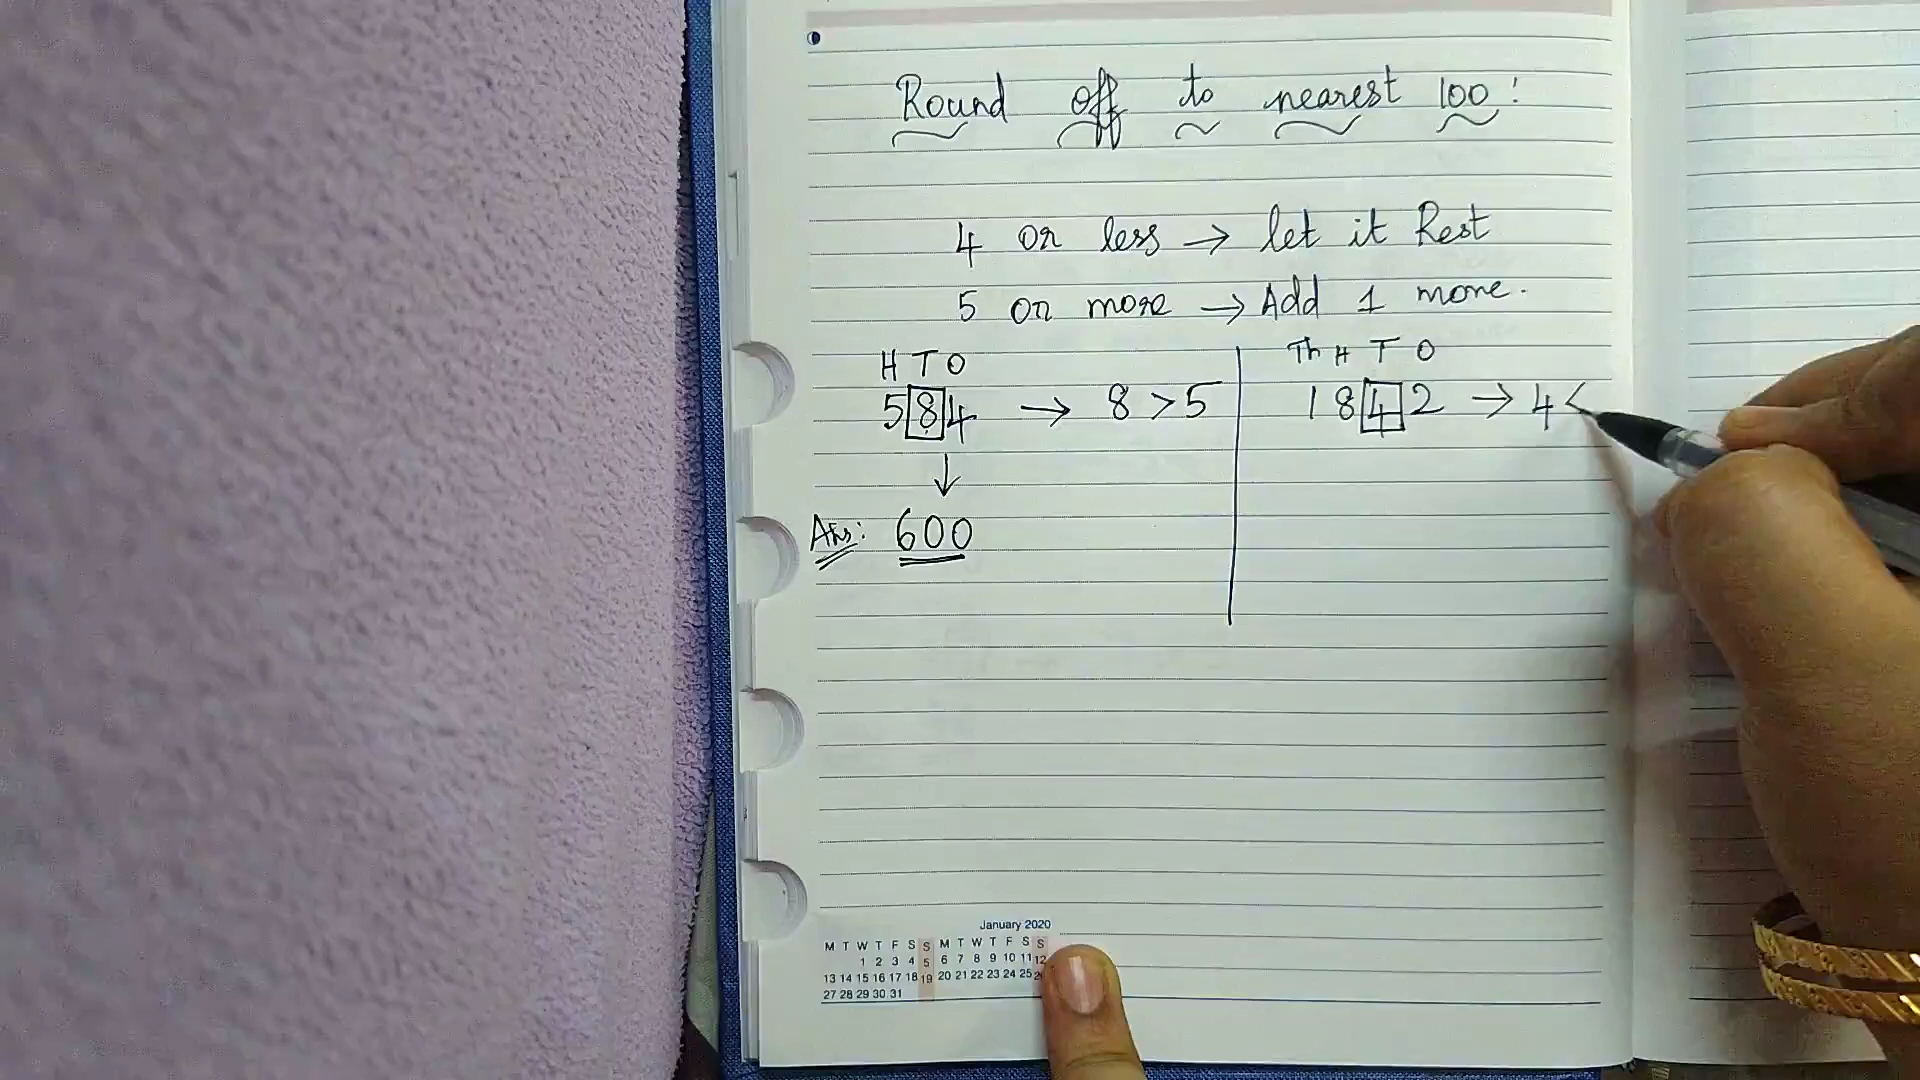 Round off to nearest 100:
4 or less → let it Rest
5 or more → Add 1 more.
H T O
584 → 8 > 5
↓
Ans: 600
Th H T O
1842 → 4 <
January 2020
M T W T F S S M T W T F S S
1 2 3 4 5 6 7 8 9 10 11 12
13 14 15 16 17 18 19 20 21 22 23 24 25
27 28 29 30 31